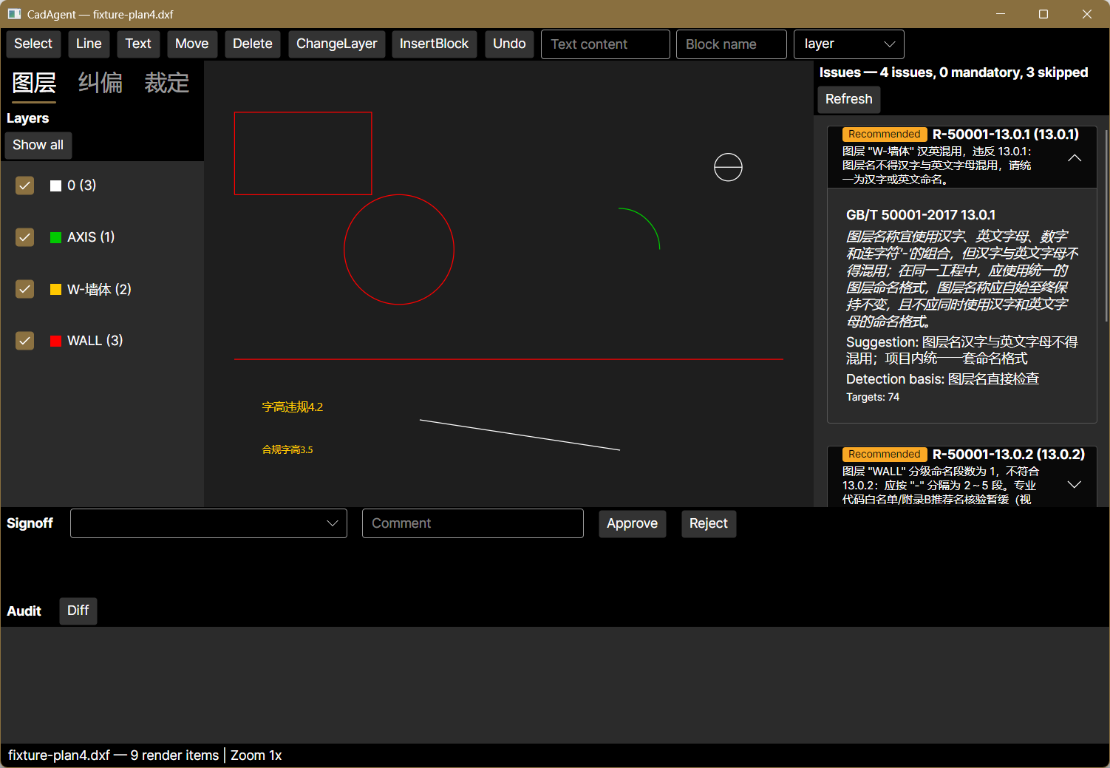 CadAgent — fixture-plan4.dxf
Select Line Text Move Delete ChangeLayer InsertBlock Undo Text content Block name layer
图层 纠偏 裁定
Layers
Show all
0 (3)
AXIS (1)
W-墙体 (2)
WALL (3)
字高违规4.2
合规字高3.5
Issues — 4 issues, 0 mandatory, 3 skipped
Refresh
Recommended R-50001-13.0.1 (13.0.1)
图层 "W-墙体" 汉英混用，违反 13.0.1:
图层名不得汉字与英文字母混用，请统
一为汉字或英文命名。
GB/T 50001-2017 13.0.1
图层名称宜使用汉字、英文字母、数字
和连字符'-'的组合，但汉字与英文字母不
得混用；在同一工程中，应使用统一的
图层命名格式，图层名称应自始至终保
持不变，且不应同时使用汉字和英文字
母的命名格式。
Suggestion: 图层名汉字与英文字母不得
混用；项目内统一一套命名格式
Detection basis: 图层名直接检查
Targets: 74
Recommended R-50001-13.0.2 (13.0.2)
图层 "WALL" 分级命名段数为 1，不符合
13.0.2：应按 "-" 分隔为 2～5 段。专业
代码白名单/附录B推荐名核验暂缓（视
Signoff Comment Approve Reject
Audit Diff
fixture-plan4.dxf — 9 render items | Zoom 1x